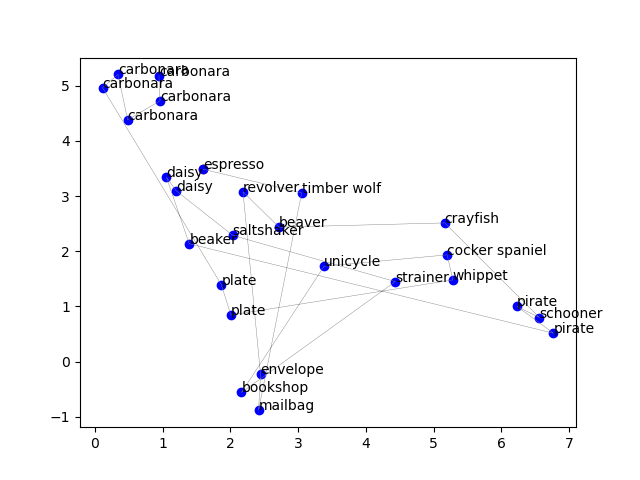 carbonara
carbonara
carbonara
carbonara
carbonara
espresso
daisy
daisy
revolver
timber wolf
crayfish
beaver
saltshaker
beaker
cocker spaniel
unicycle
strainer
whippet
plate
pirate
schooner
plate
pirate
envelope
bookshop
mailbag
5
4
3
2
1
0
−1
0 1 2 3 4 5 6 7